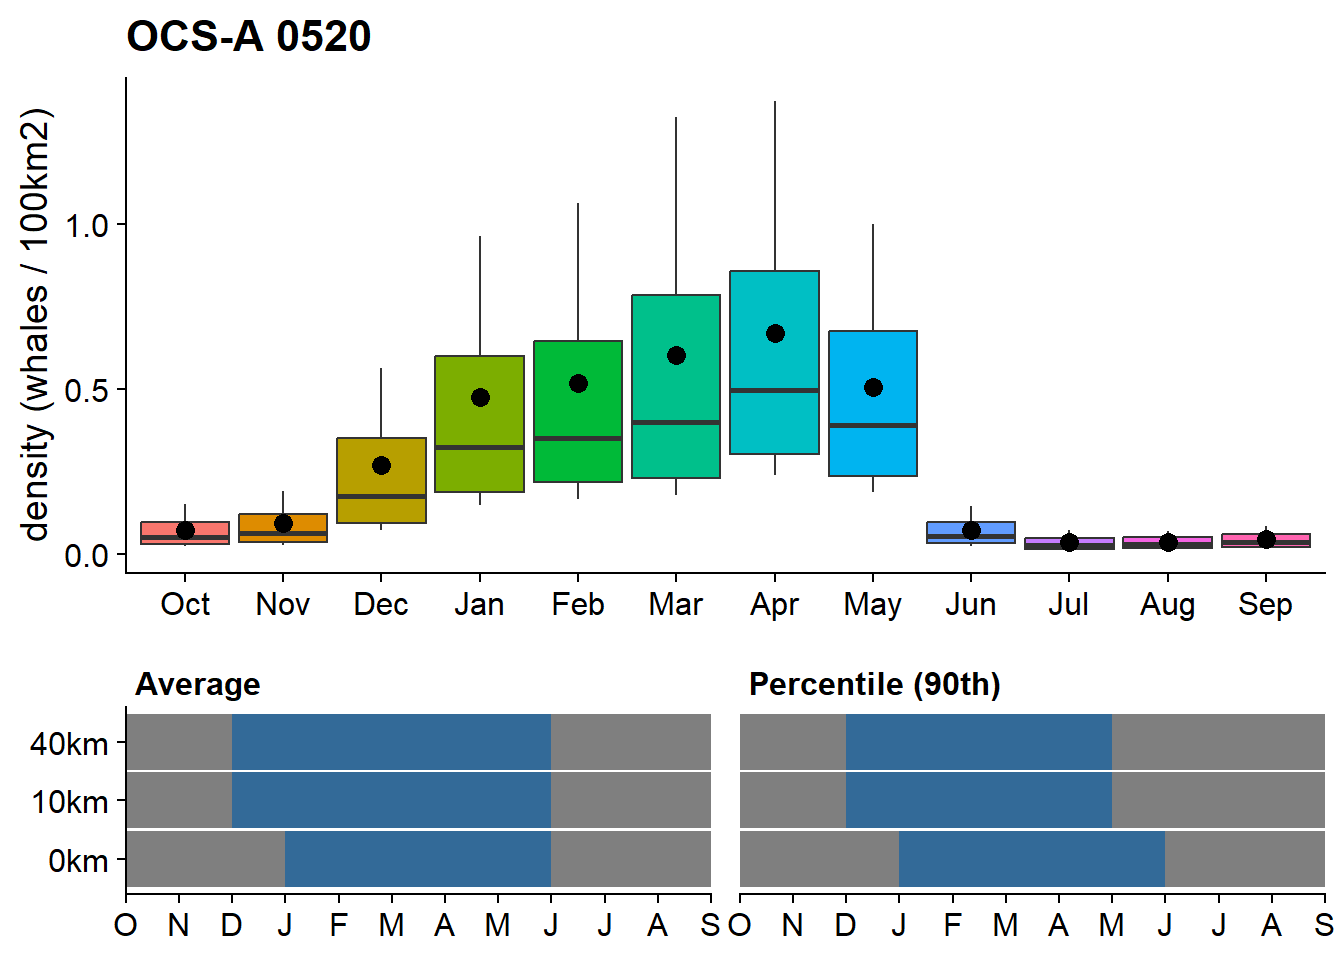 OCS-A 0520
density (whales / 100km2)
1.0
0.5
0.0
Oct Nov Dec Jan Feb Mar Apr May Jun Jul Aug Sep
Average
Percentile (90th)
40km
10km
0km
O N D J F M A M J J A S
O N D J F M A M J J A S